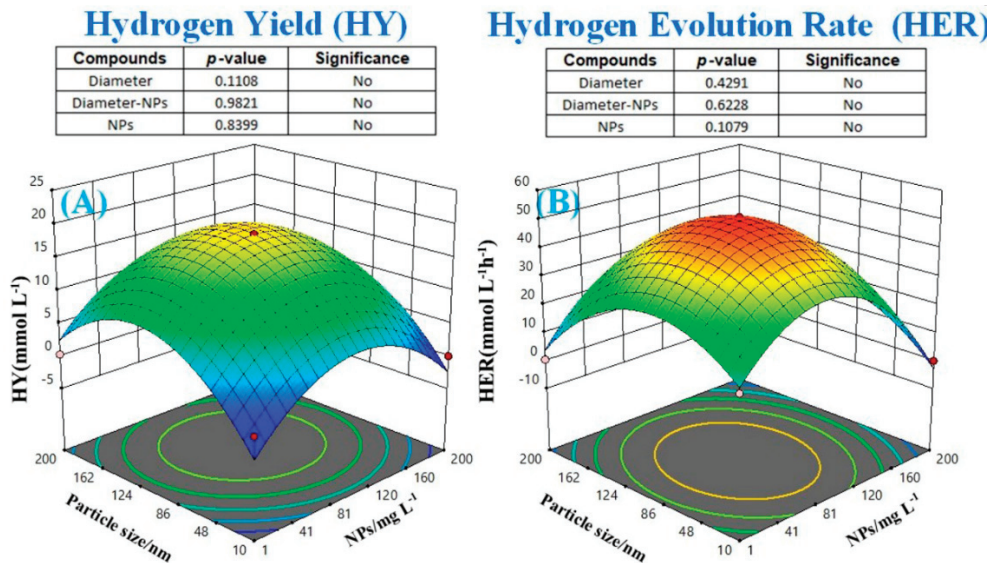 Hydrogen Yield (HY)
Compounds p-value Significance
Diameter 0.1108 No
Diameter-NPs 0.9821 No
NPs 0.8399 No
(A)
25
20
15
10
5
0
-5
HY(mmol L-1)
200
162
124
86
48
10
Particle size/nm
1
41
81
120
160
200
NPs/mg L-1
Hydrogen Evolution Rate (HER)
Compounds p-value Significance
Diameter 0.4291 No
Diameter-NPs 0.6228 No
NPs 0.1079 No
(B)
60
50
40
30
20
10
0
-10
HER(mmol L-1h-1)
200
162
124
86
48
10
Particle size/nm
1
41
81
120
160
200
NPs/mg L-1